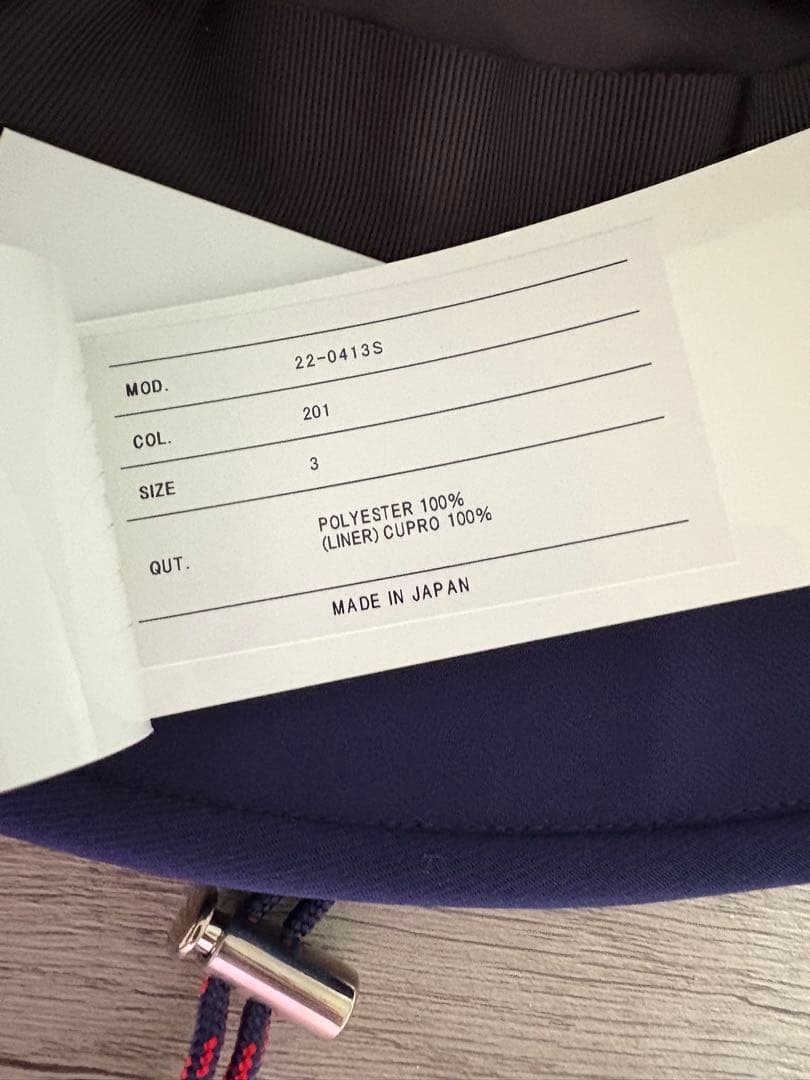 MOD. 22-0413S
COL. 201
SIZE 3
QUT. POLYESTER 100%
(LINER) CUPRO 100%
MADE IN JAPAN